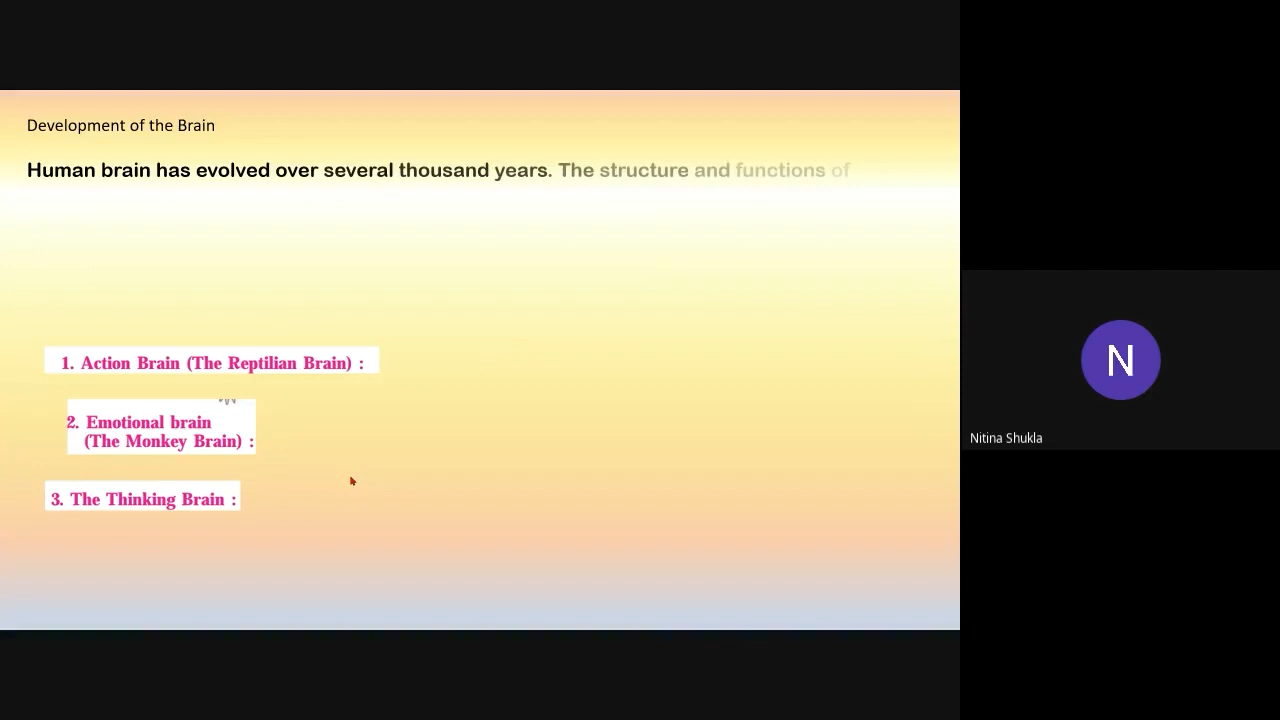 Development of the Brain
Human brain has evolved over several thousand years. The structure and functions of
1. Action Brain (The Reptilian Brain) :
2. Emotional brain
(The Monkey Brain) :
3. The Thinking Brain :
N
Nitina Shukla